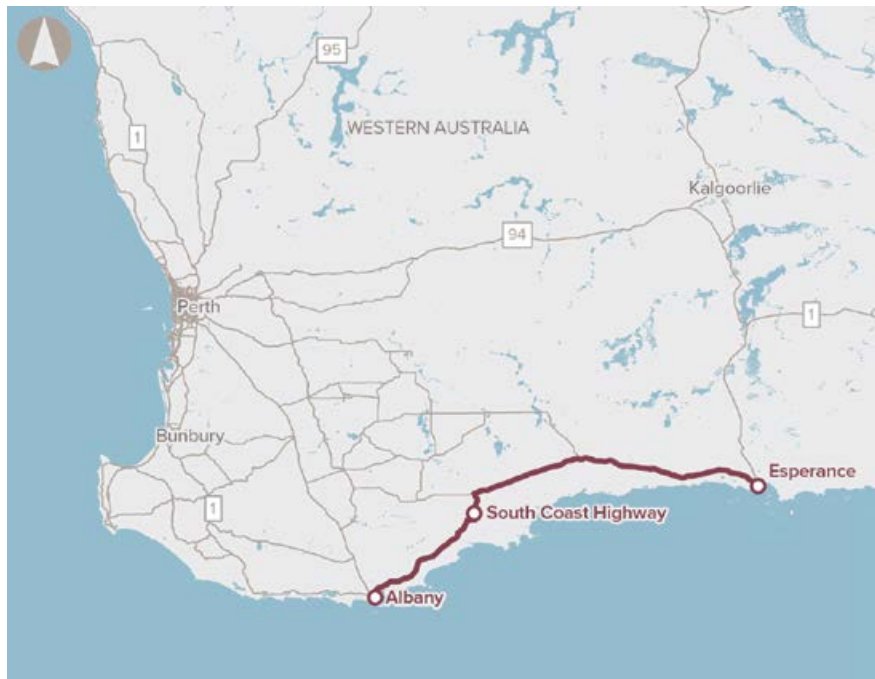 95
1
WESTERN AUSTRALIA
Kalgoorlie
94
Perth
1
Bunbury
Esperance
1
South Coast Highway
Albany